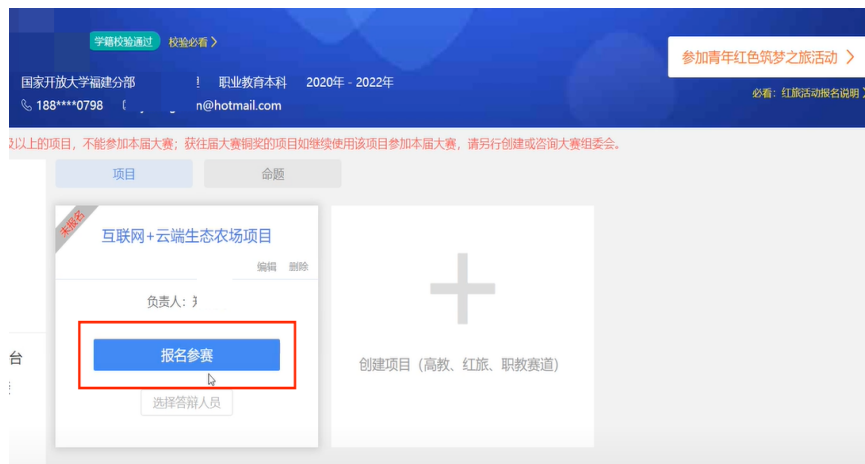 学籍校验通过 校验必看 >
参加青年红色筑梦之旅活动 >
国家开放大学福建分部 职业教育本科 2020年 - 2022年
必看：红旅活动报名说明
188****0798 n@hotmail.com
及以上的项目，不能参加本届大赛；获往届大赛铜奖的项目如继续使用该项目参加本届大赛，请另行创建或咨询大赛组委会。
项目 命题
未报名
互联网+云端生态农场项目
编辑 删除
负责人：
报名参赛
选择答辩人员
创建项目（高教、红旅、职教赛道）
台